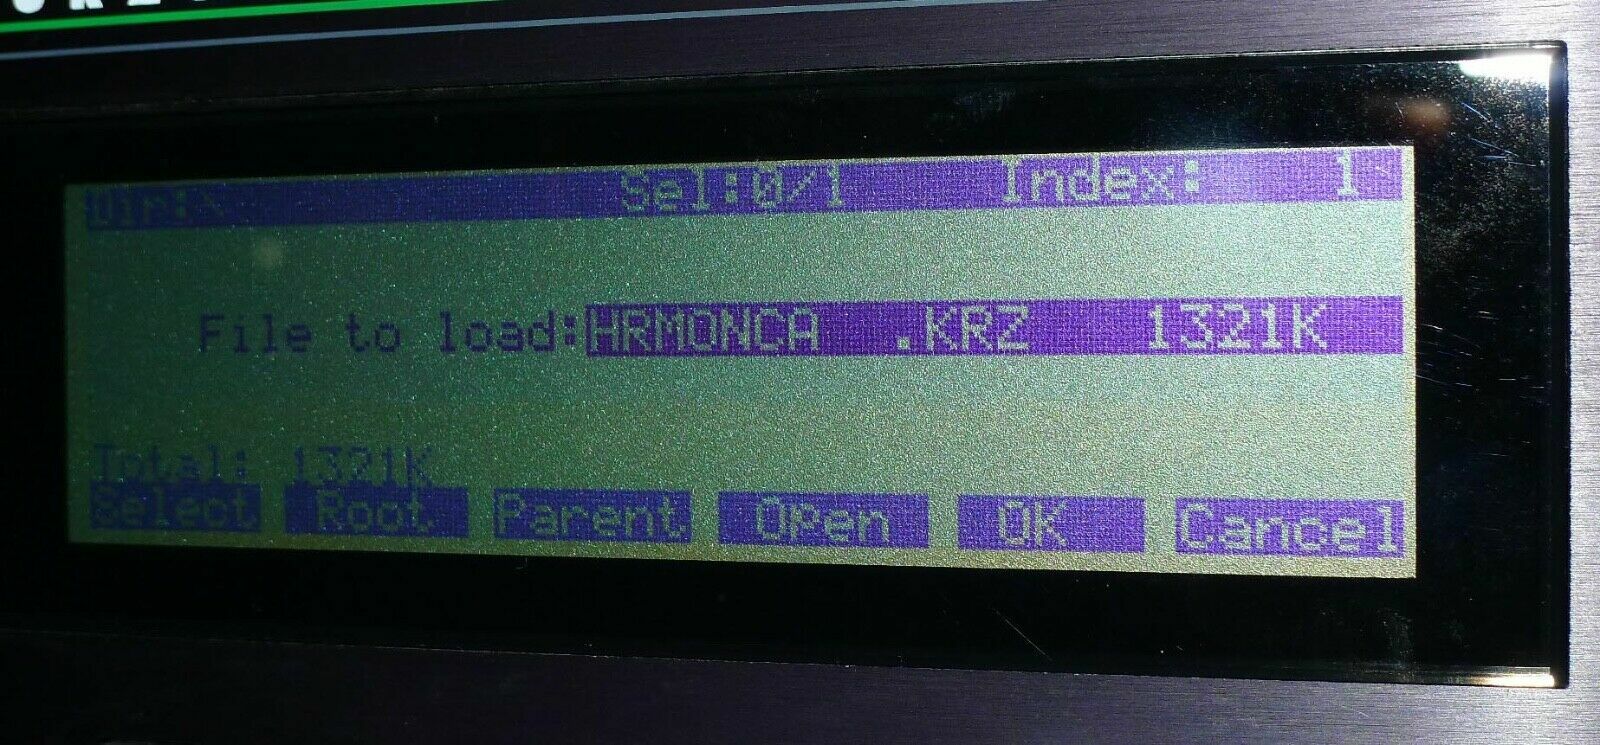 Dir:\ Sel:0/1 Index: 1
File to load:HRMONCA .KRZ 1321K
Total: 1321K
Select Root Parent Open OK Cancel